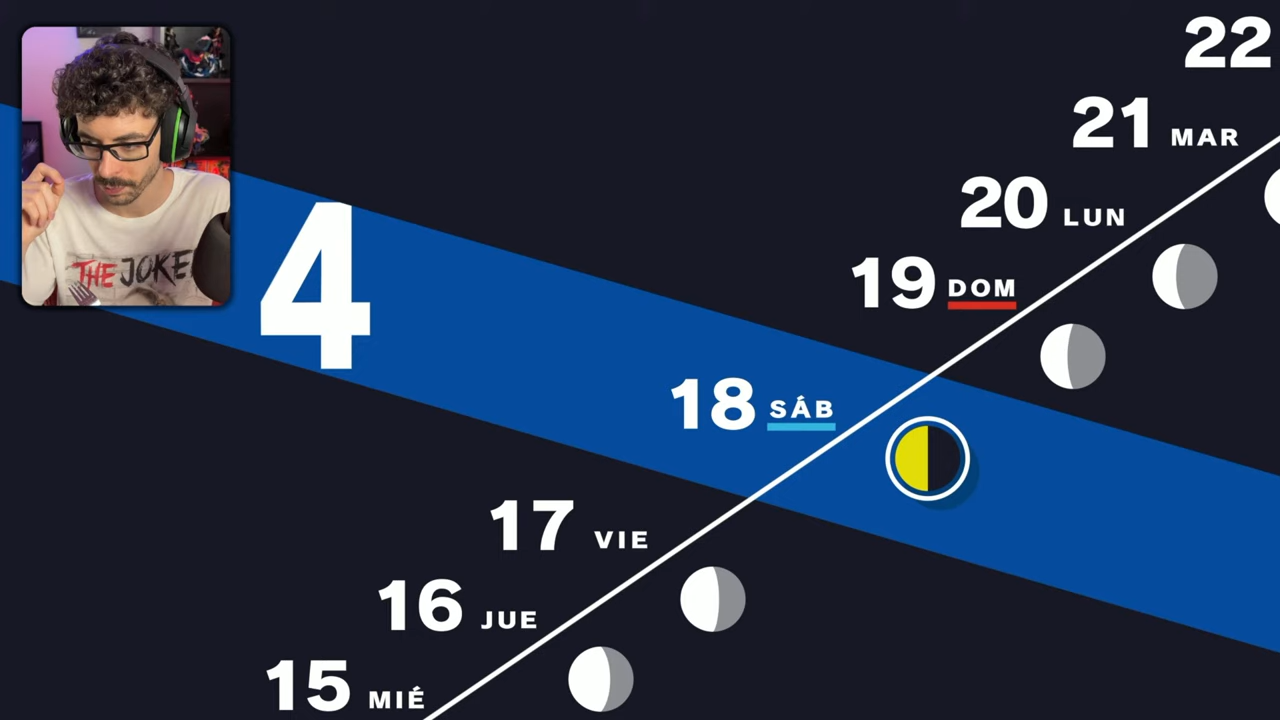 22
21 MAR
20 LUN
19 DOM
THE JOKE
4
18 SÁB
17 VIE
16 JUE
15 MIÉ